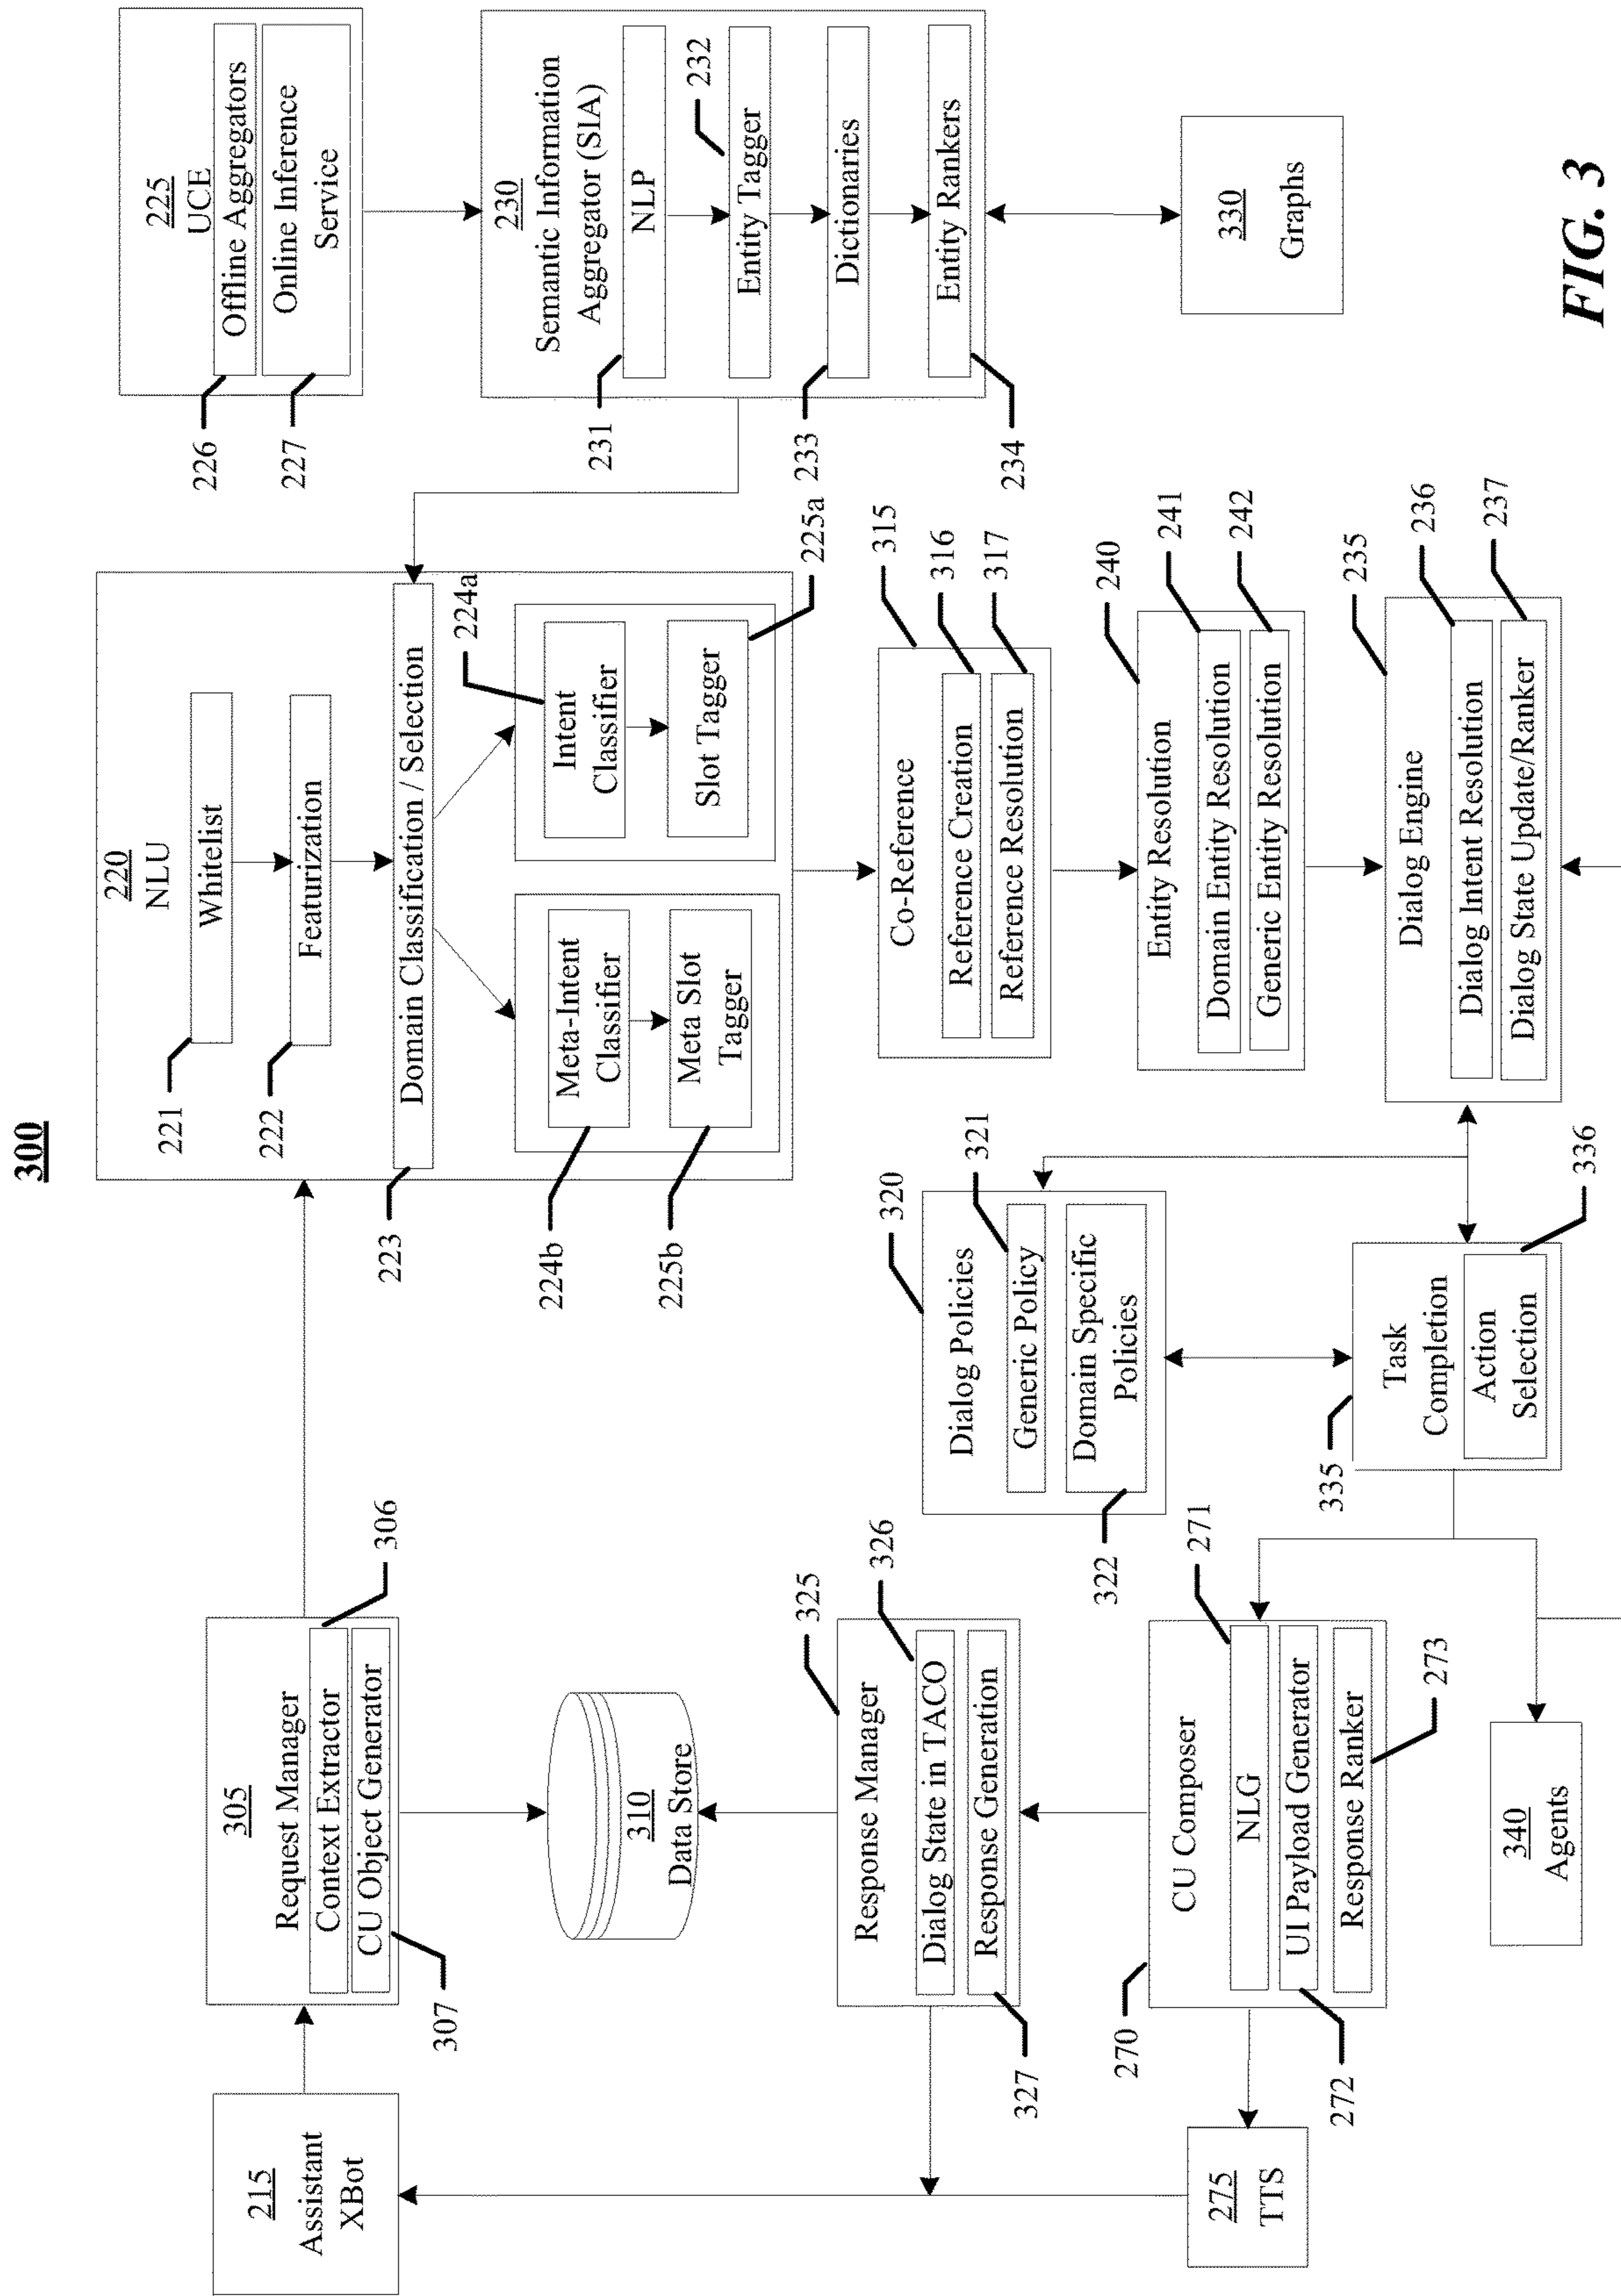 300
215
Assistant
XBot
305
Request Manager
Context Extractor
CU Object Generator
306
307
310
Data Store
325
Response Manager
326
Dialog State in TACO
Response Generation
327
270
CU Composer
271
NLG
UI Payload Generator
272
Response Ranker
273
275
TTS
220
NLU
Whitelist
221
Featurization
222
Domain Classification / Selection
223
Meta-Intent
Classifier
224b
Meta Slot
Tagger
225b
224a
Intent
Classifier
Slot Tagger
225a
315
Co-Reference
Reference Creation
316
Reference Resolution
317
240
Entity Resolution
Domain Entity Resolution
241
Generic Entity Resolution
242
235
Dialog Engine
Dialog Intent Resolution
236
Dialog State Update/Ranker
237
320
Dialog Policies
321
Generic Policy
Domain Specific
Policies
322
335
Task
Completion
Action
Selection
336
340
Agents
225
UCE
Offline Aggregators
226
Online Inference
Service
227
230
Semantic Information
Aggregator (SIA)
NLP
231
Entity Tagger
232
Dictionaries
233
Entity Rankers
234
330
Graphs
FIG. 3